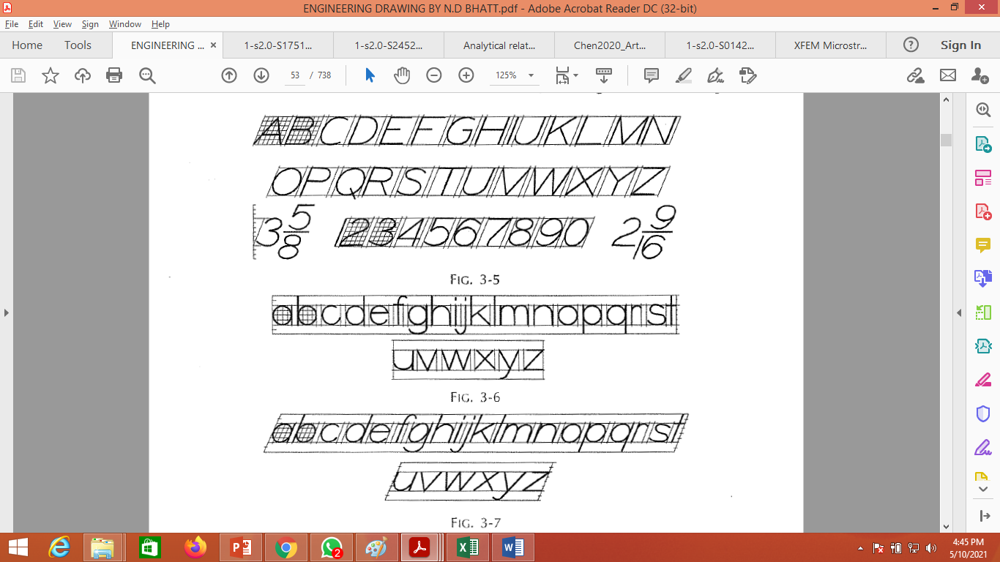 ENGINEERING DRAWING BY N.D BHATT.pdf - Adobe Acrobat Reader DC (32-bit)
File Edit View Sign Window Help
Home Tools ENGINEERING ... × 1-s2.0-S1751... 1-s2.0-S2452... Analytical relat... Chen2020_Art... 1-s2.0-S0142... XFEM Microstr... Sign In
53 / 738 125%
ABCDEFGHIJKLMN
OPQRSTUVWXYZ
3 5/8 1234567890 2 9/16
FIG. 3-5
abcdefghijklmnopqrst
uvwxyz
FIG. 3-6
abcdefghijklmnopqrst
uvwxyz
FIG. 3-7
2
4:45 PM
5/10/2021